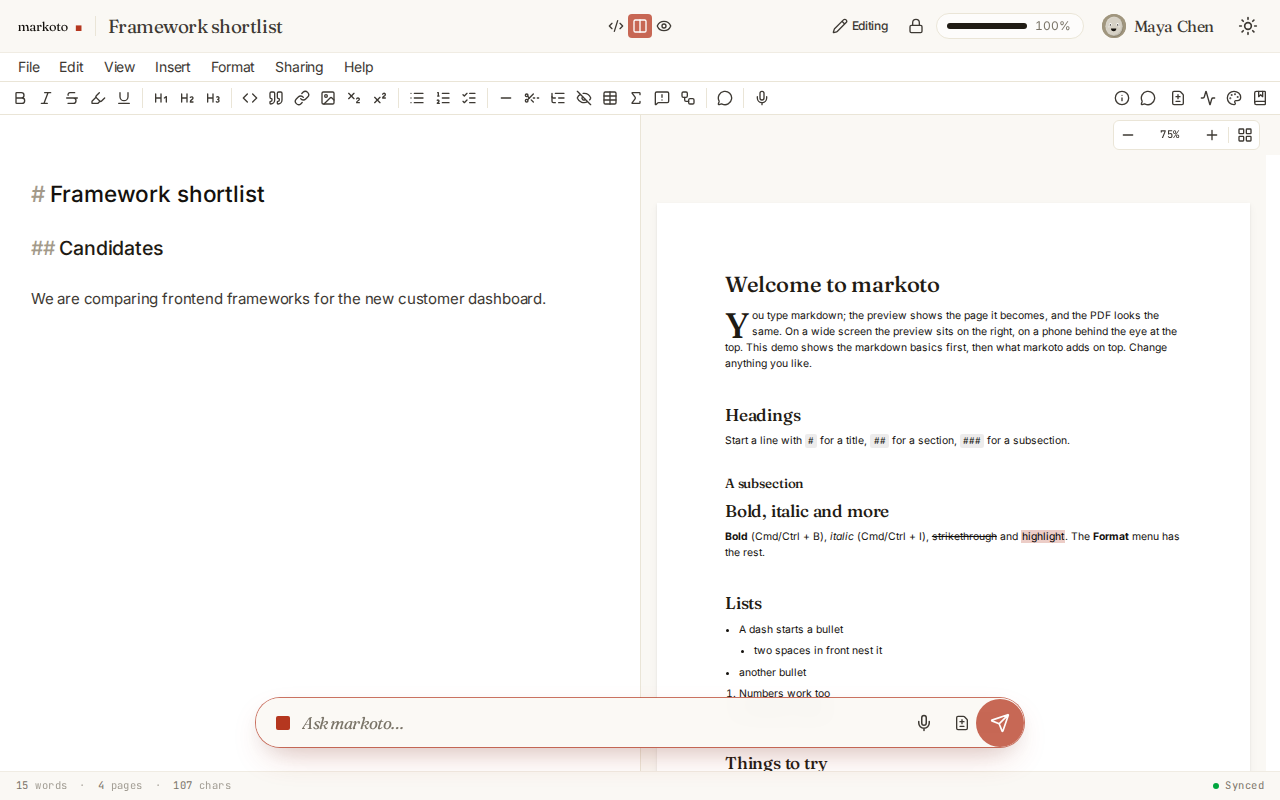 markoto
Framework shortlist
Editing
100%
Maya Chen
File Edit View Insert Format Sharing Help
B I S U H1 H2 H3 x2 x2
75%
# Framework shortlist
## Candidates
We are comparing frontend frameworks for the new customer dashboard.
Welcome to markoto
You type markdown; the preview shows the page it becomes, and the PDF looks the
same. On a wide screen the preview sits on the right, on a phone behind the eye at the
top. This demo shows the markdown basics first, then what markoto adds on top. Change
anything you like.
Headings
Start a line with # for a title, ## for a section, ### for a subsection.
A subsection
Bold, italic and more
Bold (Cmd/Ctrl + B), italic (Cmd/Ctrl + I), strikethrough and highlight. The Format menu has
the rest.
Lists
• A dash starts a bullet
• two spaces in front nest it
• another bullet
1. Numbers work too
Things to try
Ask markoto...
15 words · 4 pages · 107 chars
Synced